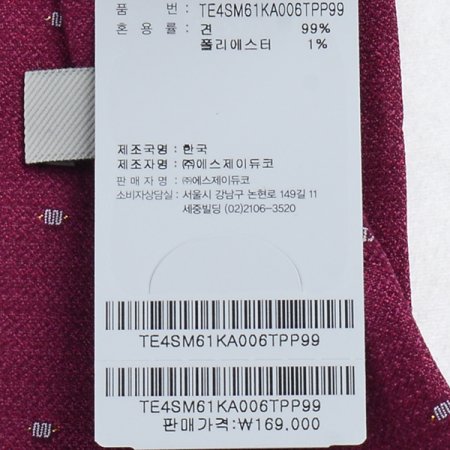 품 번: TE4SM61KA006TPP99
혼 용 률: 견 99%
폴리에스터 1%
제조국명 : 한국
제조자명 : ㈜에스제이듀코
판 매 자 명 : ㈜에스제이듀코
소비자상담실: 서울시 강남구 논현로 149길 11
세중빌딩 (02)2106-3520
TE4SM61KA006TPP99
TE4SM61KA006TPP99
판매가격:₩169,000